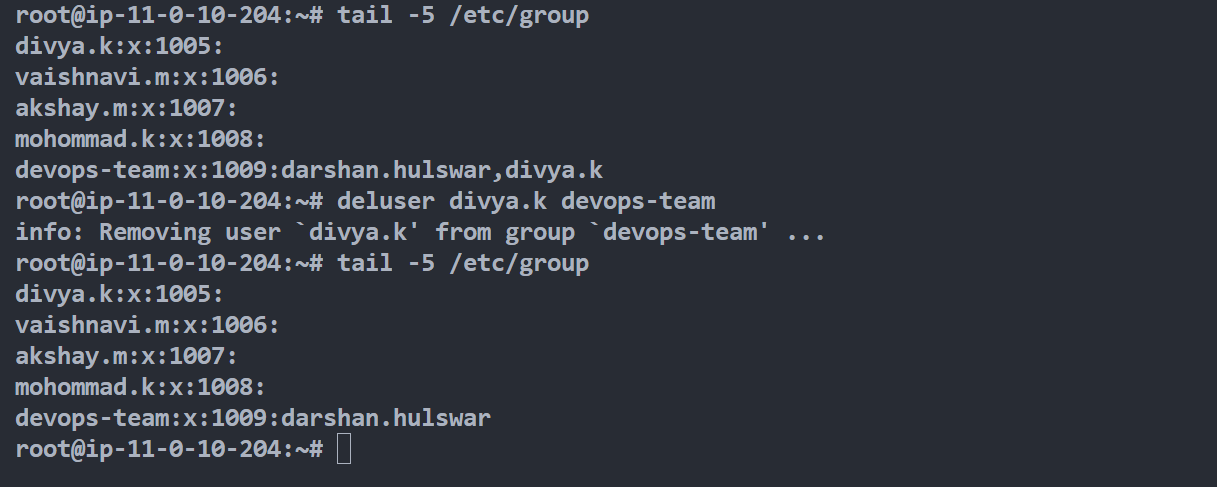 root@ip-11-0-10-204:~# tail -5 /etc/group
divya.k:x:1005:
vaishnavi.m:x:1006:
akshay.m:x:1007:
mohommad.k:x:1008:
devops-team:x:1009:darshan.hulswar,divya.k
root@ip-11-0-10-204:~# deluser divya.k devops-team
info: Removing user `divya.k' from group `devops-team' ...
root@ip-11-0-10-204:~# tail -5 /etc/group
divya.k:x:1005:
vaishnavi.m:x:1006:
akshay.m:x:1007:
mohommad.k:x:1008:
devops-team:x:1009:darshan.hulswar
root@ip-11-0-10-204:~#